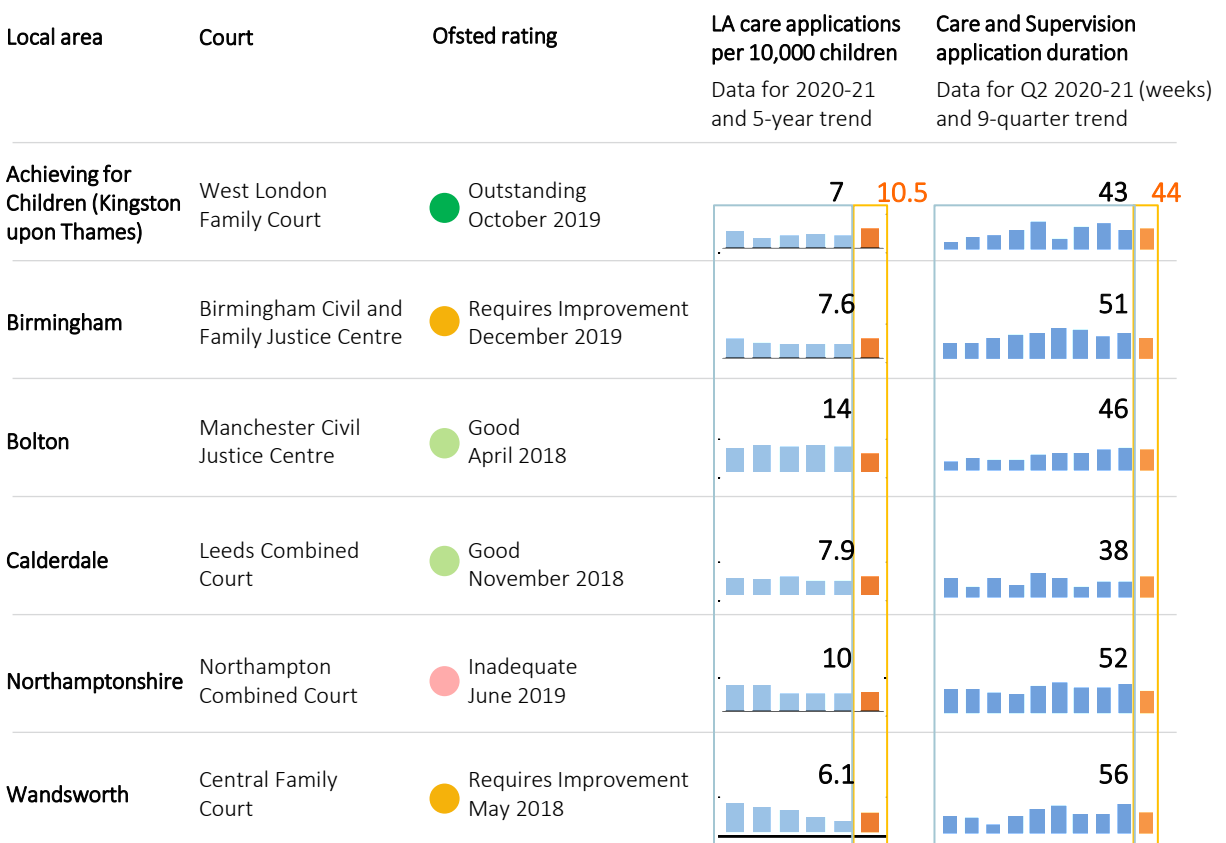 Local area
Court
Ofsted rating
LA care applications
per 10,000 children
Data for 2020-21
and 5-year trend
Care and Supervision
application duration
Data for Q2 2020-21 (weeks)
and 9-quarter trend
Achieving for
Children (Kingston
upon Thames)
West London
Family Court
Outstanding
October 2019
7
10.5
43
44
Birmingham
Birmingham Civil and
Family Justice Centre
Requires Improvement
December 2019
7.6
51
Bolton
Manchester Civil
Justice Centre
Good
April 2018
14
46
Calderdale
Leeds Combined
Court
Good
November 2018
7.9
38
Northamptonshire
Northampton
Combined Court
Inadequate
June 2019
10
52
Wandsworth
Central Family
Court
Requires Improvement
May 2018
6.1
56